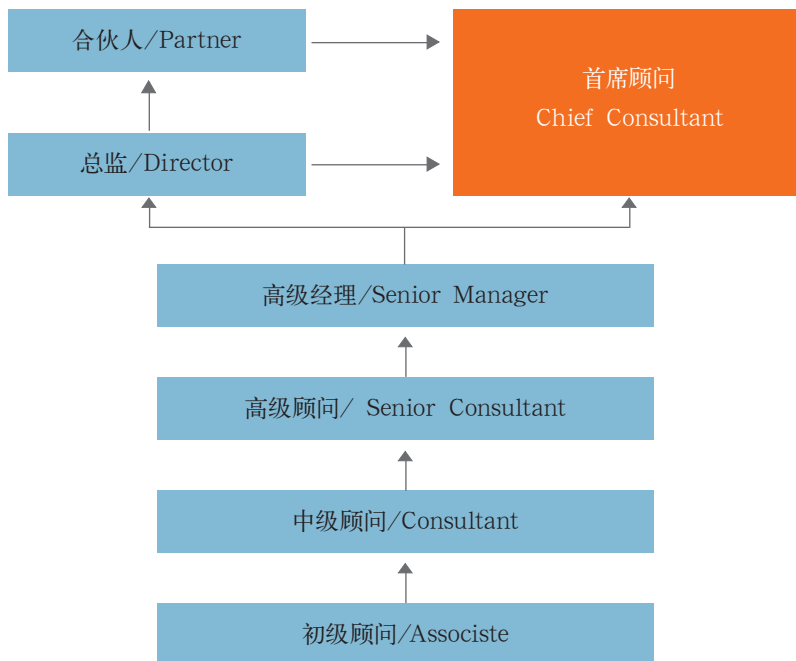 合伙人/Partner
首席顾问
Chief Consultant
总监/Director
高级经理/Senior Manager
高级顾问/ Senior Consultant
中级顾问/Consultant
初级顾问/Associste